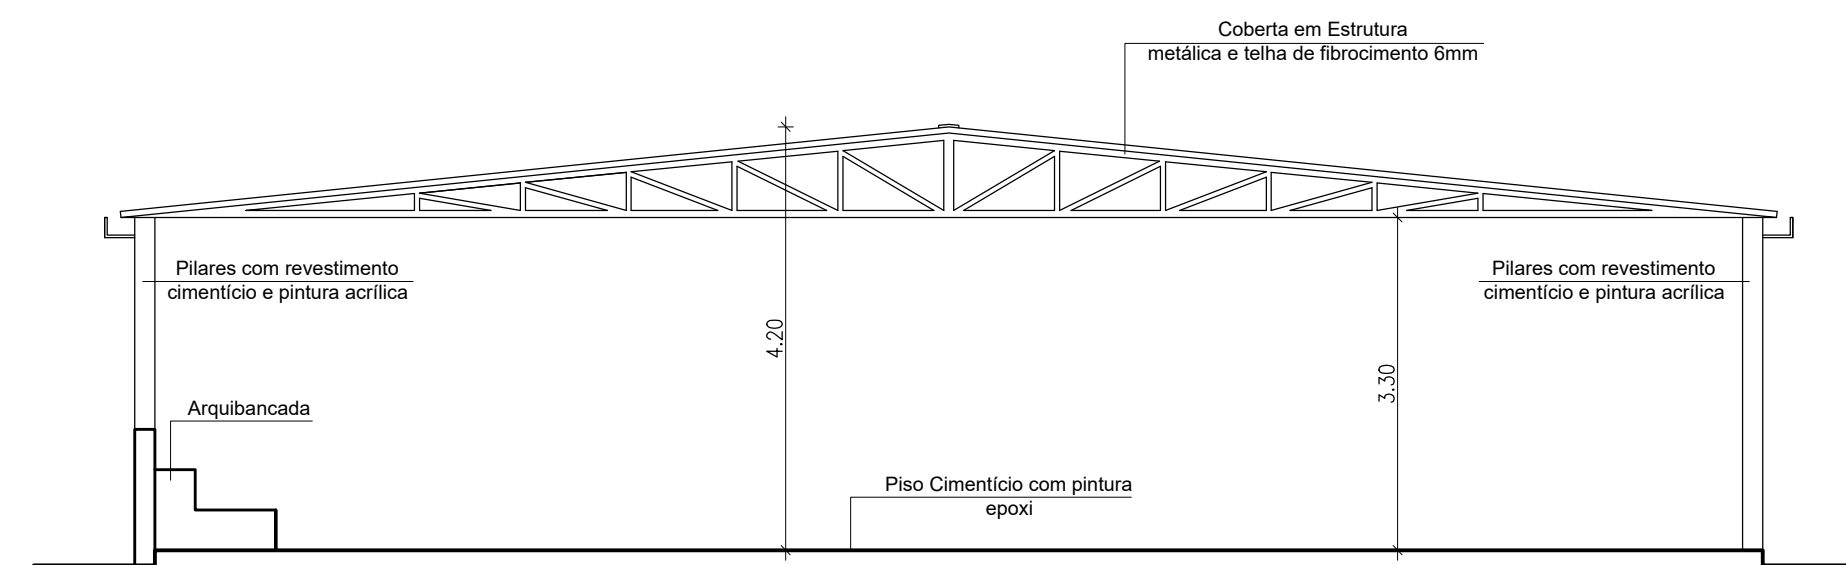 Coberta em Estrutura
metálica e telha de fibrocimento 6mm
Pilares com revestimento
cimentício e pintura acrílica
Pilares com revestimento
cimentício e pintura acrílica
4.20
3.30
Arquibancada
Piso Cimentício com pintura
epoxi